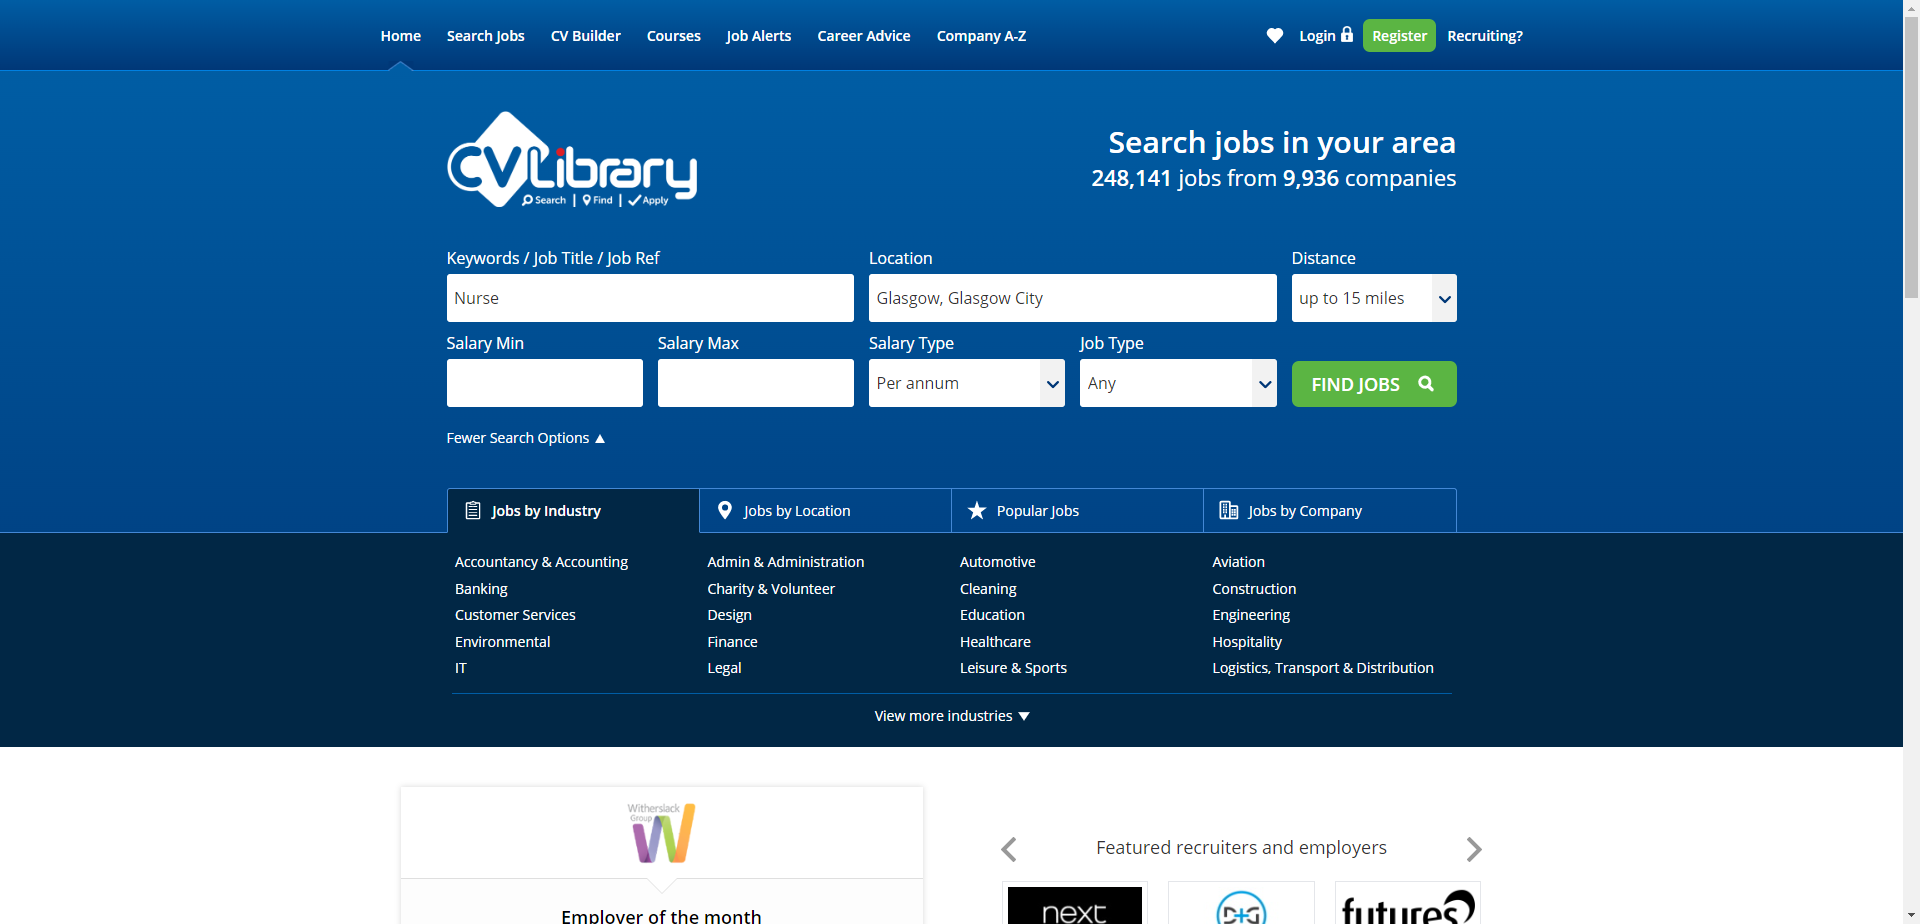 Home Search Jobs CV Builder Courses Job Alerts Career Advice Company A-Z Login Register Recruiting?
CVLibrary
Search | Find | Apply
Search jobs in your area
248,141 jobs from 9,936 companies
Keywords / Job Title / Job Ref Location Distance
Nurse Glasgow, Glasgow City up to 15 miles
Salary Min Salary Max Salary Type Job Type
Per annum Any FIND JOBS
Fewer Search Options ▲
Jobs by Industry Jobs by Location Popular Jobs Jobs by Company
Accountancy & Accounting Admin & Administration Automotive Aviation
Banking Charity & Volunteer Cleaning Construction
Customer Services Design Education Engineering
Environmental Finance Healthcare Hospitality
IT Legal Leisure & Sports Logistics, Transport & Distribution
View more industries ▼
Witherslack
Group
Featured recruiters and employers
Employer of the month
next D+G futures